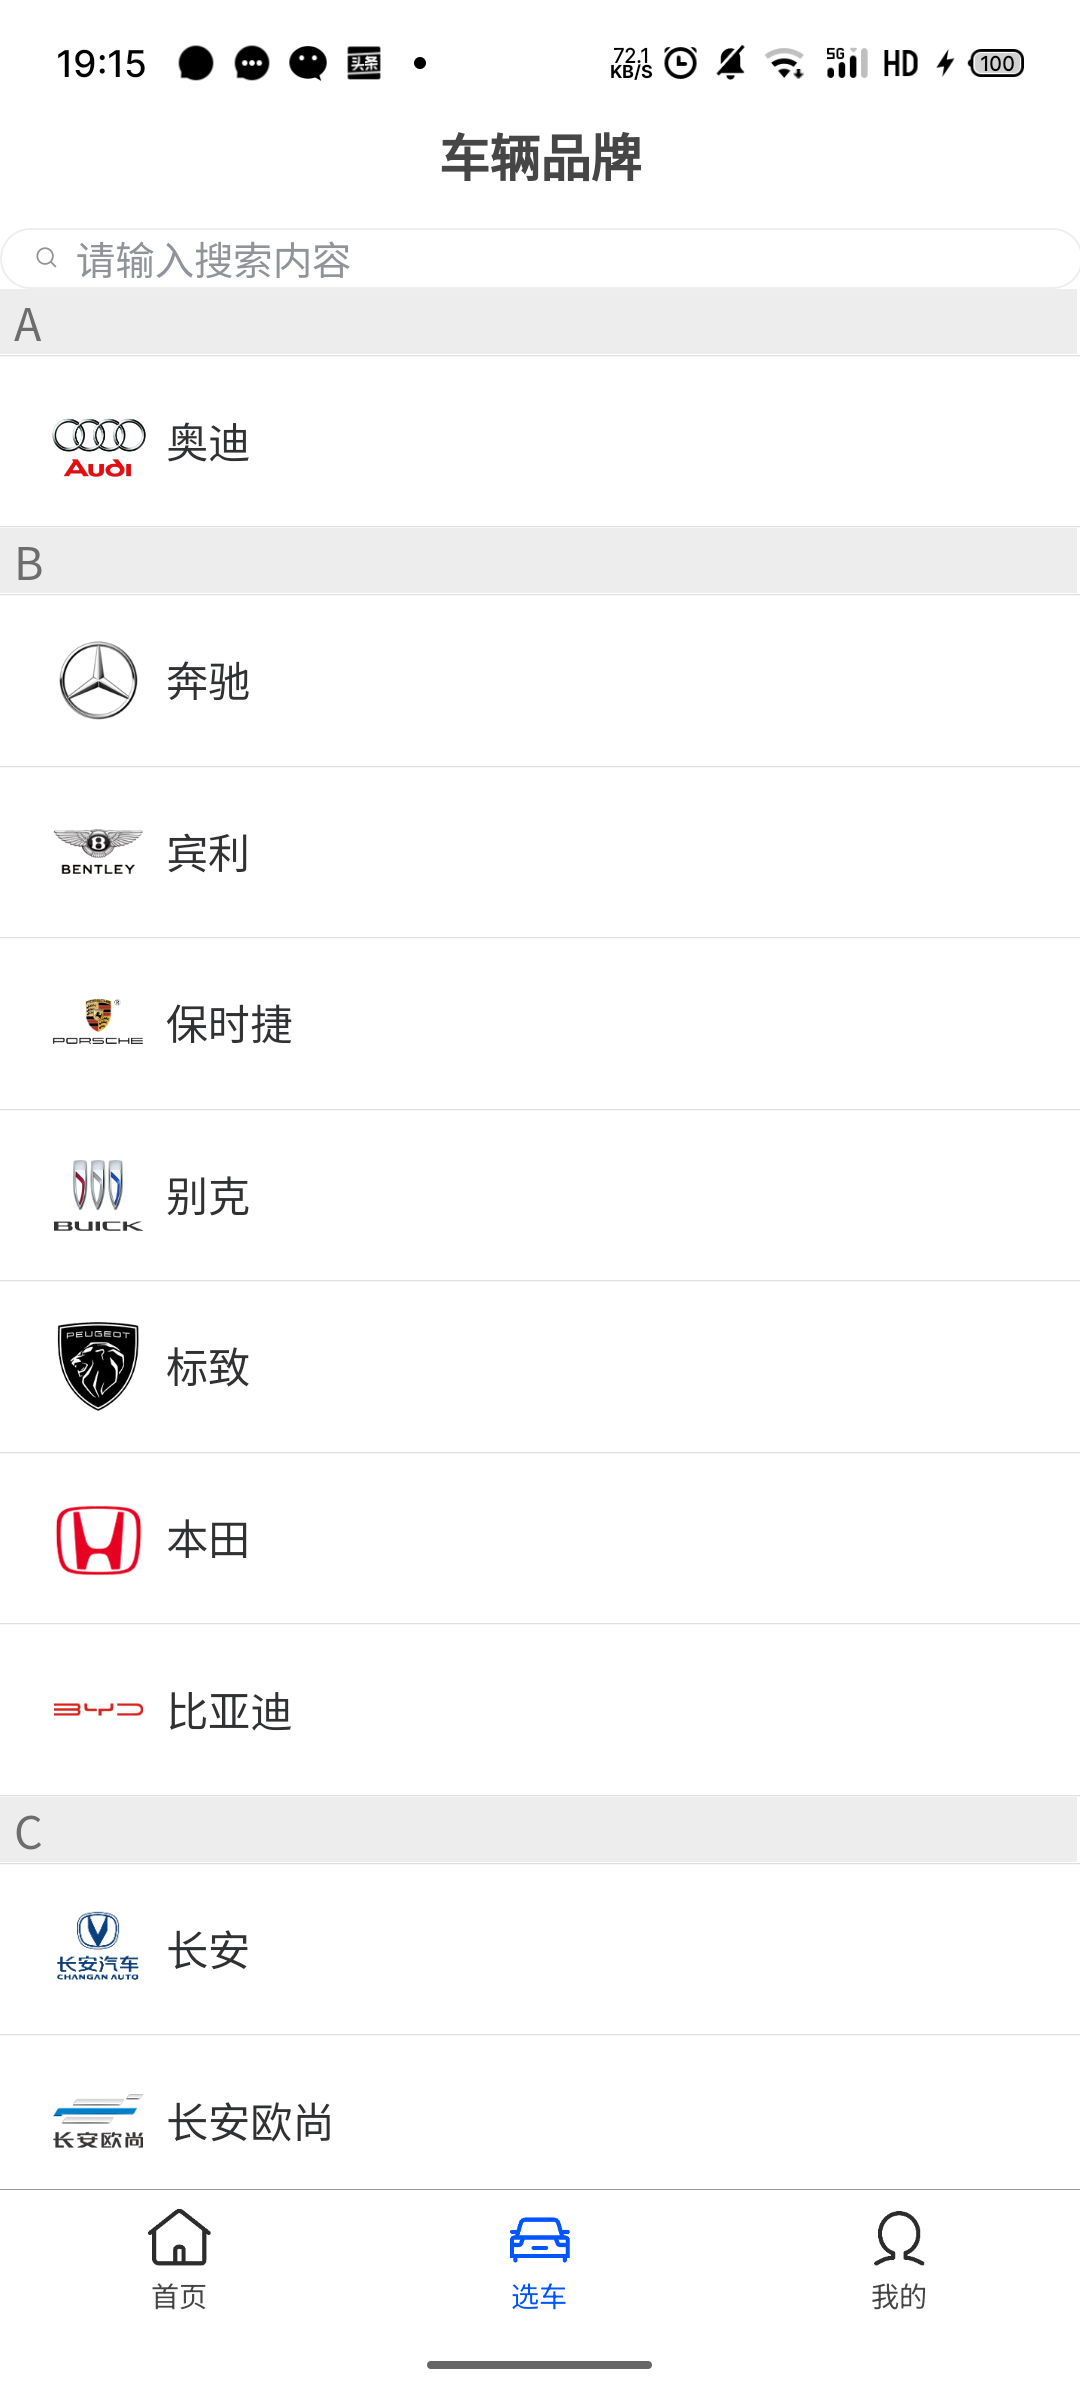 19:15
头条
72.1
KB/S
5G
HD
100
车辆品牌
请输入搜索内容
A
Audi
奥迪
B
奔驰
B
BENTLEY
宾利
PORSCHE
®
保时捷
BUICK
别克
PEUGEOT
标致
本田
BYD
比亚迪
C
长安汽车
CHANGAN AUTO
长安
长安欧尚
长安欧尚
首页
选车
我的